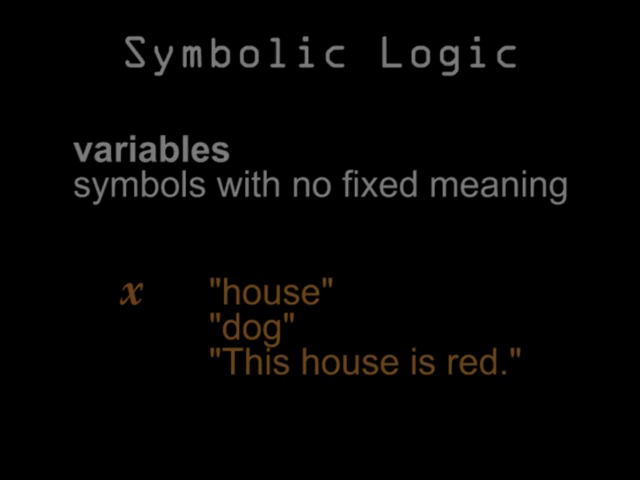 Symbolic Logic
variables
symbols with no fixed meaning
x "house"
"dog"
"This house is red."